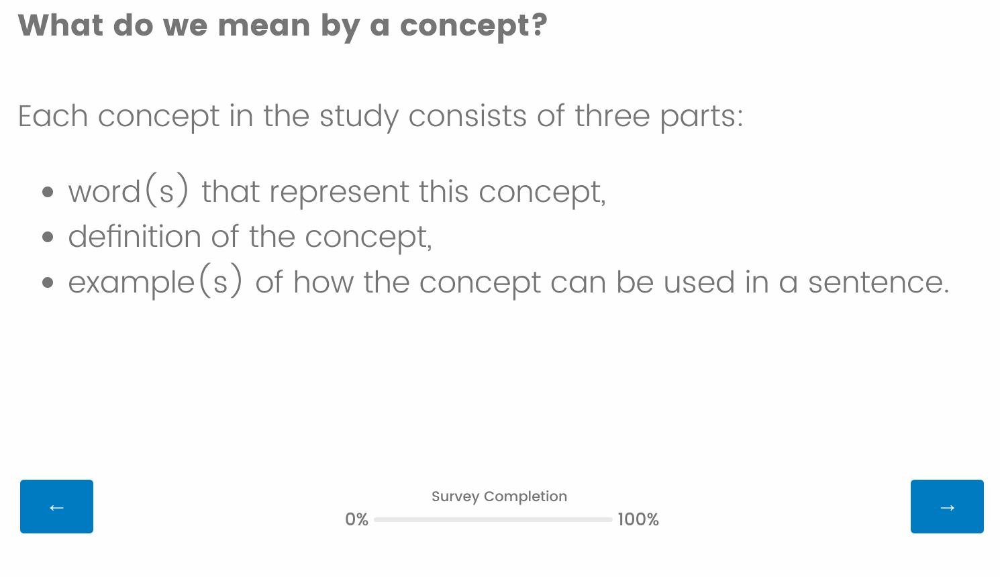 What do we mean by a concept?
Each concept in the study consists of three parts:
• word(s) that represent this concept,
• definition of the concept,
• example(s) of how the concept can be used in a sentence.
←
Survey Completion
0% 100%
→